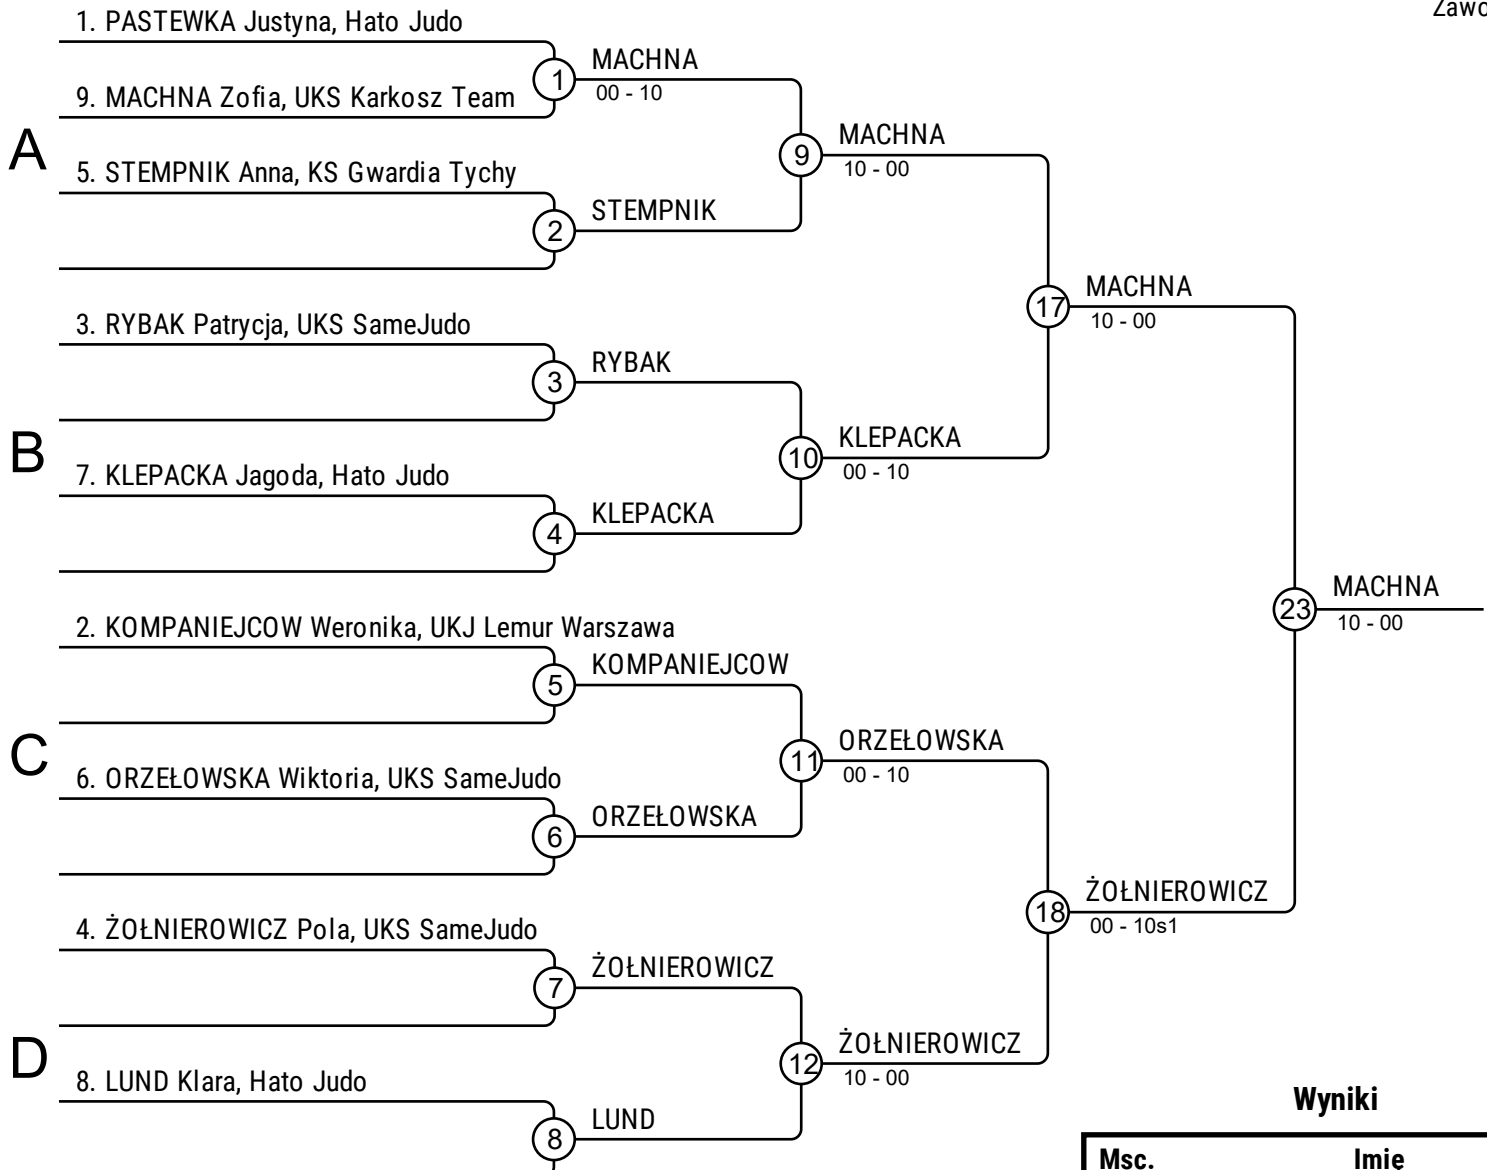 Zawo
1. PASTEWKA Justyna, Hato Judo
1
MACHNA
00 - 10
9. MACHNA Zofia, UKS Karkosz Team
A
9
MACHNA
10 - 00
5. STEMPNIK Anna, KS Gwardia Tychy
2
STEMPNIK
17
MACHNA
10 - 00
3. RYBAK Patrycja, UKS SameJudo
3
RYBAK
B
10
KLEPACKA
00 - 10
7. KLEPACKA Jagoda, Hato Judo
4
KLEPACKA
23
MACHNA
10 - 00
2. KOMPANIEJCOW Weronika, UKJ Lemur Warszawa
5
KOMPANIEJCOW
C
11
ORZEŁOWSKA
00 - 10
6. ORZEŁOWSKA Wiktoria, UKS SameJudo
6
ORZEŁOWSKA
18
ŻOŁNIEROWICZ
00 - 10s1
4. ŻOŁNIEROWICZ Pola, UKS SameJudo
7
ŻOŁNIEROWICZ
D
12
ŻOŁNIEROWICZ
10 - 00
8. LUND Klara, Hato Judo
8
LUND
Wyniki
Msc. Imię